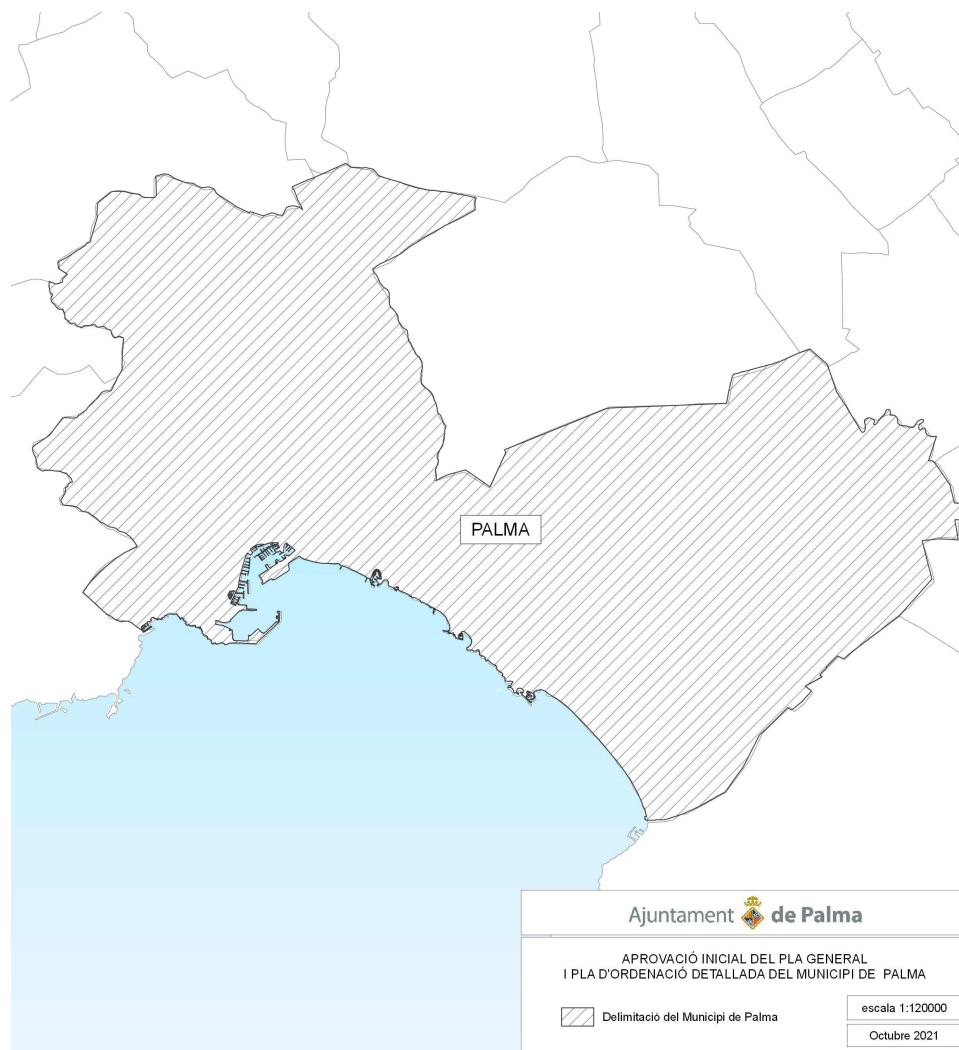 PALMA
Ajuntament de Palma
APROVACIÓ INICIAL DEL PLA GENERAL
I PLA D'ORDENACIÓ DETALLADA DEL MUNICIPI DE PALMA
Delimitació del Municipi de Palma
escala 1:120000
Octubre 2021